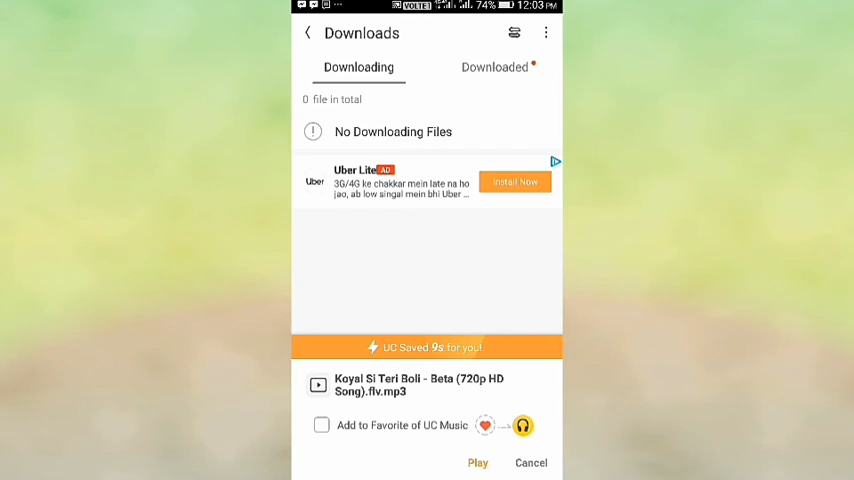 VOLTE1 74% 12:03 PM
Downloads
Downloading Downloaded
0 file in total
No Downloading Files
Uber Lite AD
Uber
3G/4G ke chakkar mein late na ho
jao, ab low singal mein bhi Uber ...
Install Now
UC Saved 9s for you!
Koyal Si Teri Boli - Beta (720p HD
Song).flv.mp3
Add to Favorite of UC Music
Play Cancel